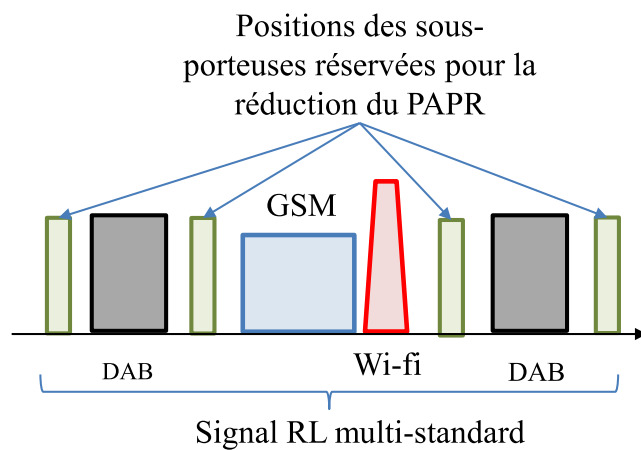 Positions des sous-
porteuses réservées pour la
réduction du PAPR
GSM
DAB
Wi-fi
DAB
Signal RL multi-standard